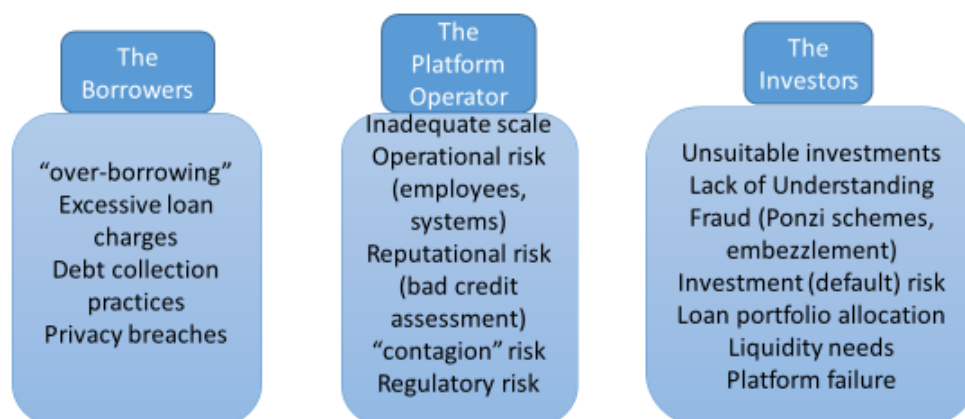 The
Borrowers
“over-borrowing”
Excessive loan
charges
Debt collection
practices
Privacy breaches
The
Platform
Operator
Inadequate scale
Operational risk
(employees,
systems)
Reputational risk
(bad credit
assessment)
“contagion” risk
Regulatory risk
The
Investors
Unsuitable investments
Lack of Understanding
Fraud (Ponzi schemes,
embezzlement)
Investment (default) risk
Loan portfolio allocation
Liquidity needs
Platform failure